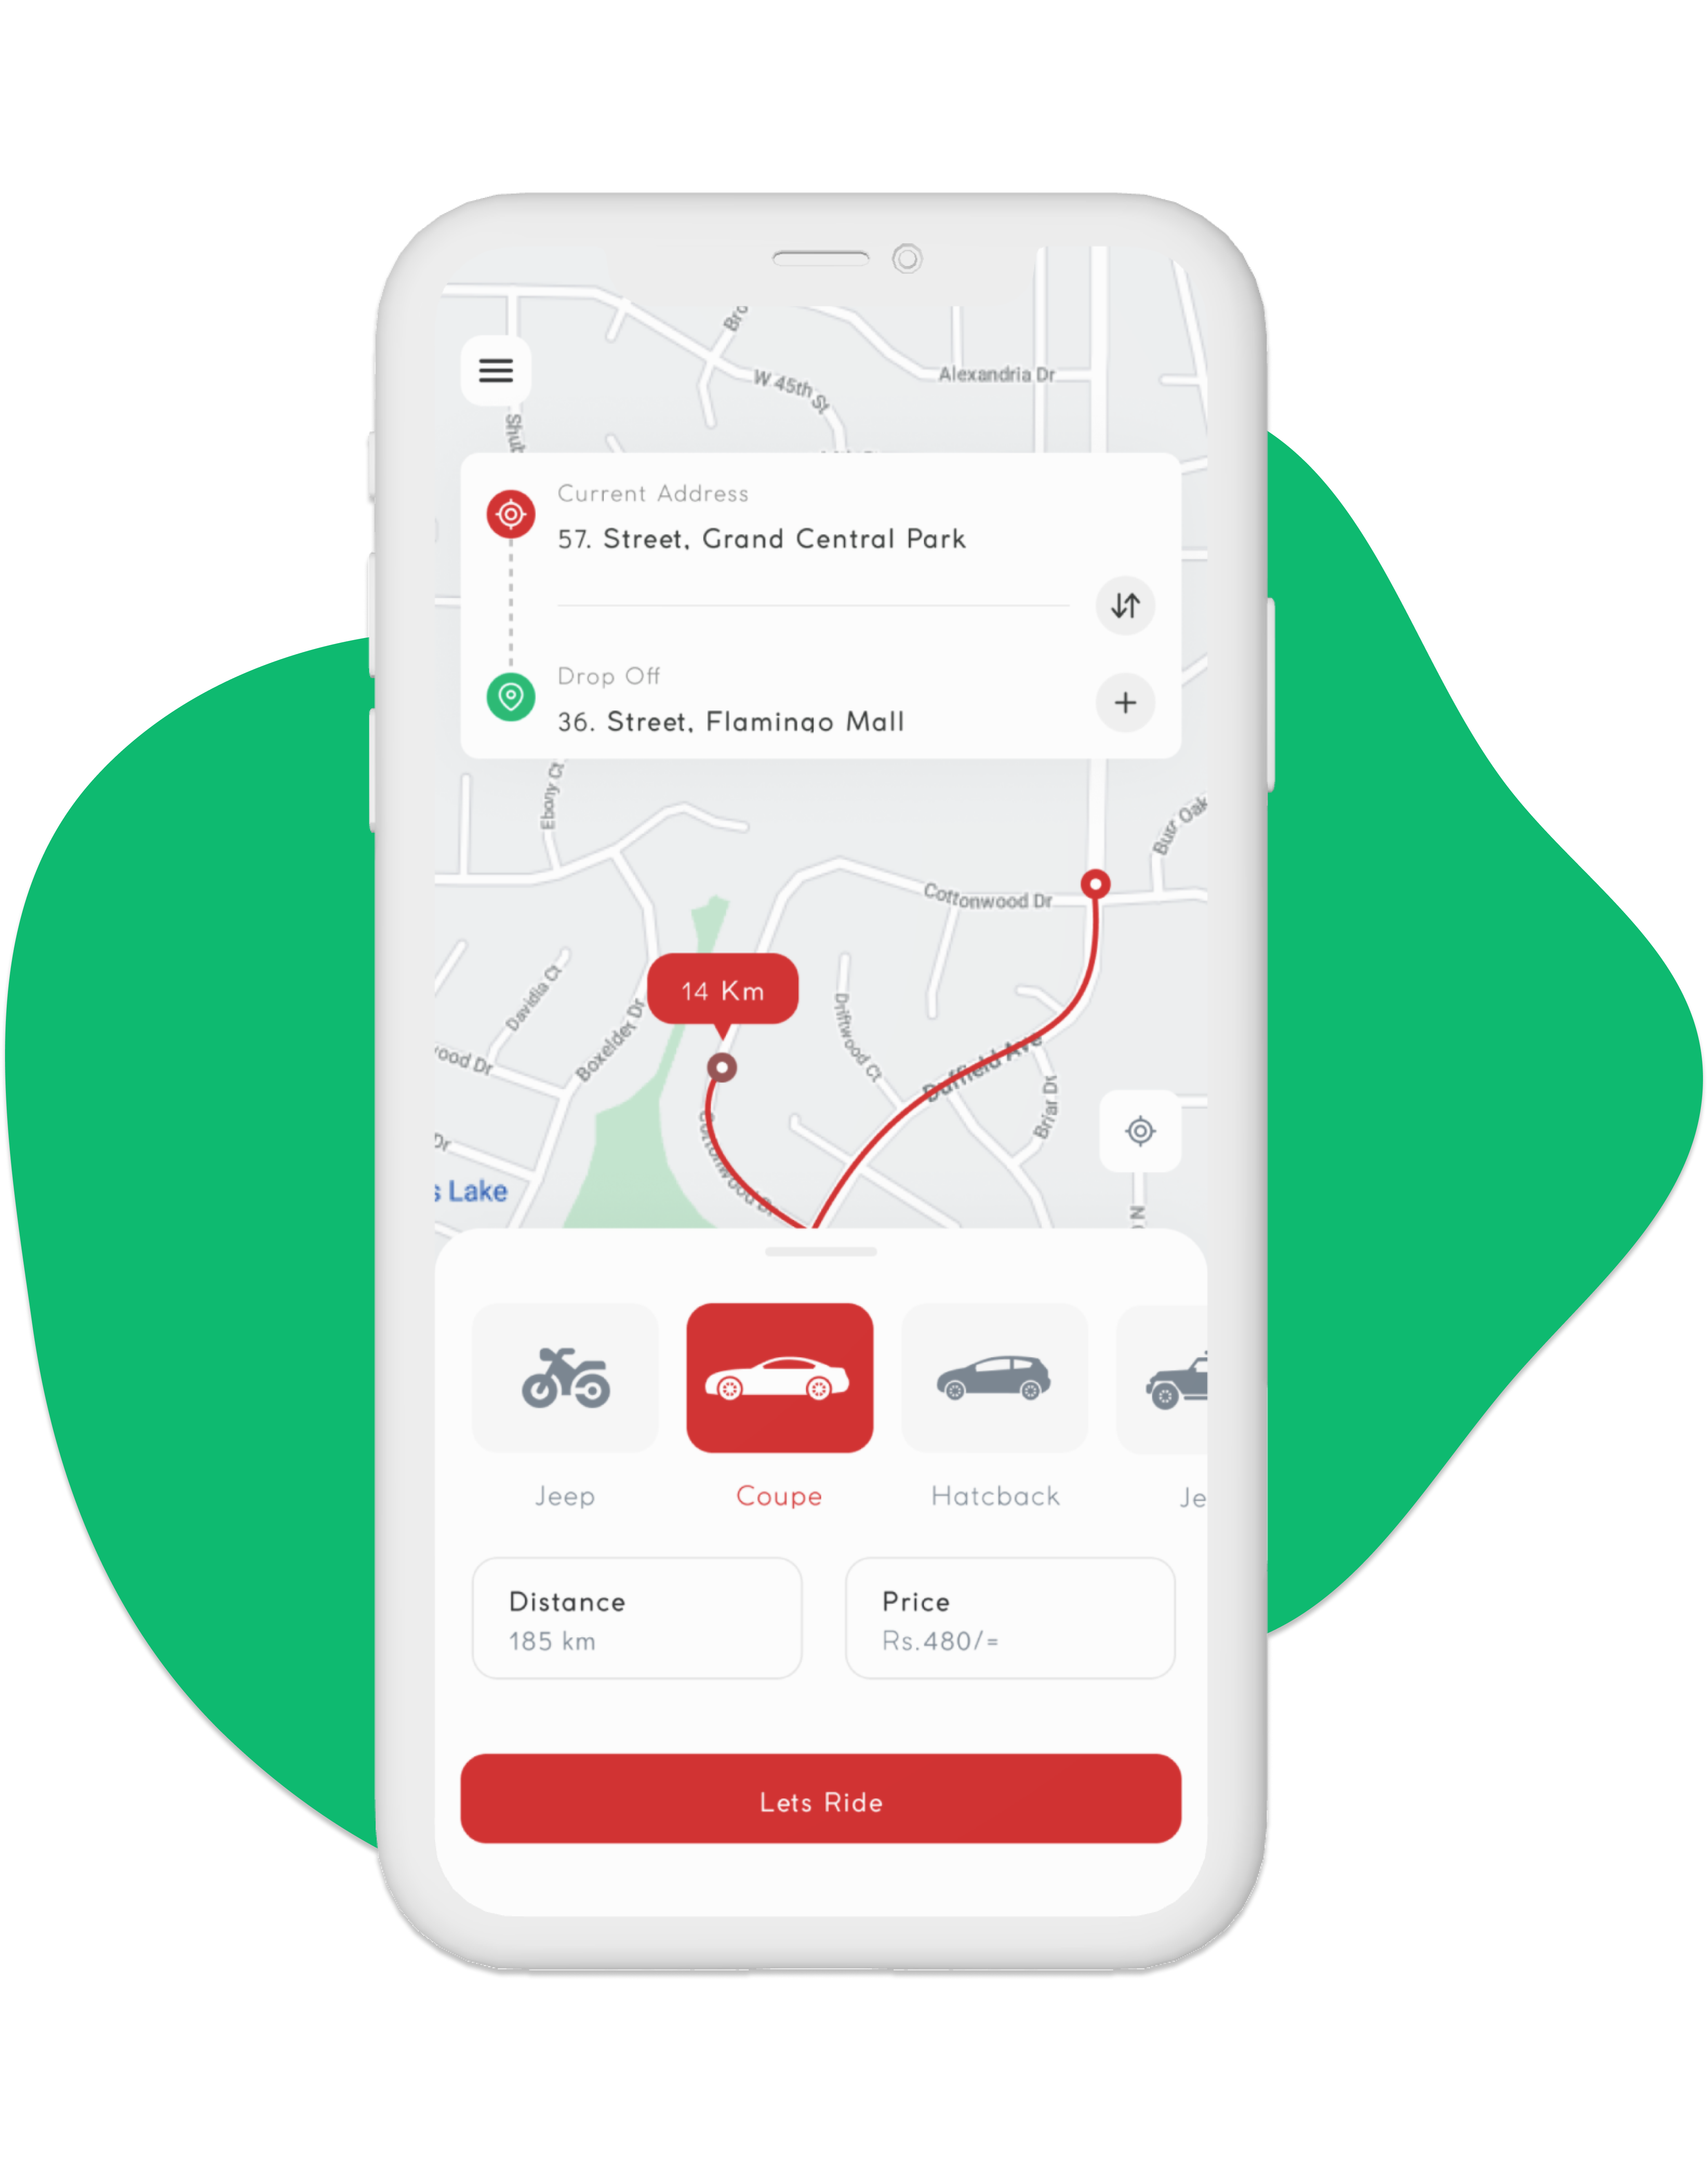 Bro
W 45th St
Alexandria Dr
Shut
Current Address
57. Street, Grand Central Park
Drop Off
36. Street, Flamingo Mall
Ebony Ct
Burr Oak
Cottonwood Dr
Davidia Ct
14 Km
Boxelder Dr
Driftwood Ct
Duffield Ave
ood Dr
Briar Dr
Cottonwood Dr
Dr
s Lake
N
Jeep
Coupe
Hatcback
Je
Distance
185 km
Price
Rs.480/=
Lets Ride